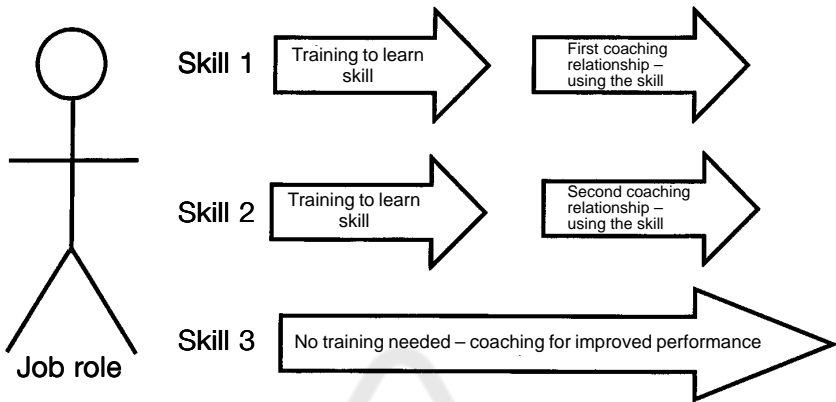 Skill 1
Training to learn
skill
First coaching
relationship –
using the skill
Skill 2
Training to learn
skill
Second coaching
relationship –
using the skill
Skill 3
No training needed – coaching for improved performance
Job role